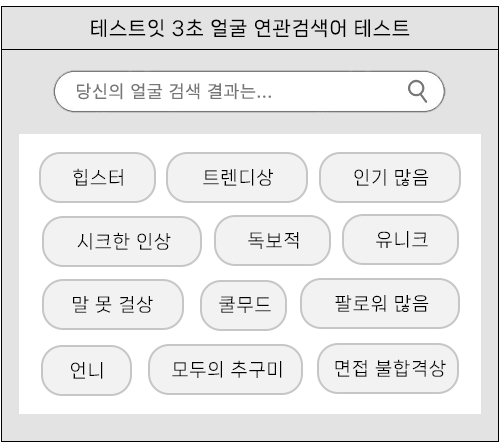 테스트잇 3초 얼굴 연관검색어 테스트
당신의 얼굴 검색 결과는...
힙스터 트렌디상 인기 많음
시크한 인상 독보적 유니크
말 못 걸상 쿨무드 팔로워 많음
언니 모두의 추구미 면접 불합격상